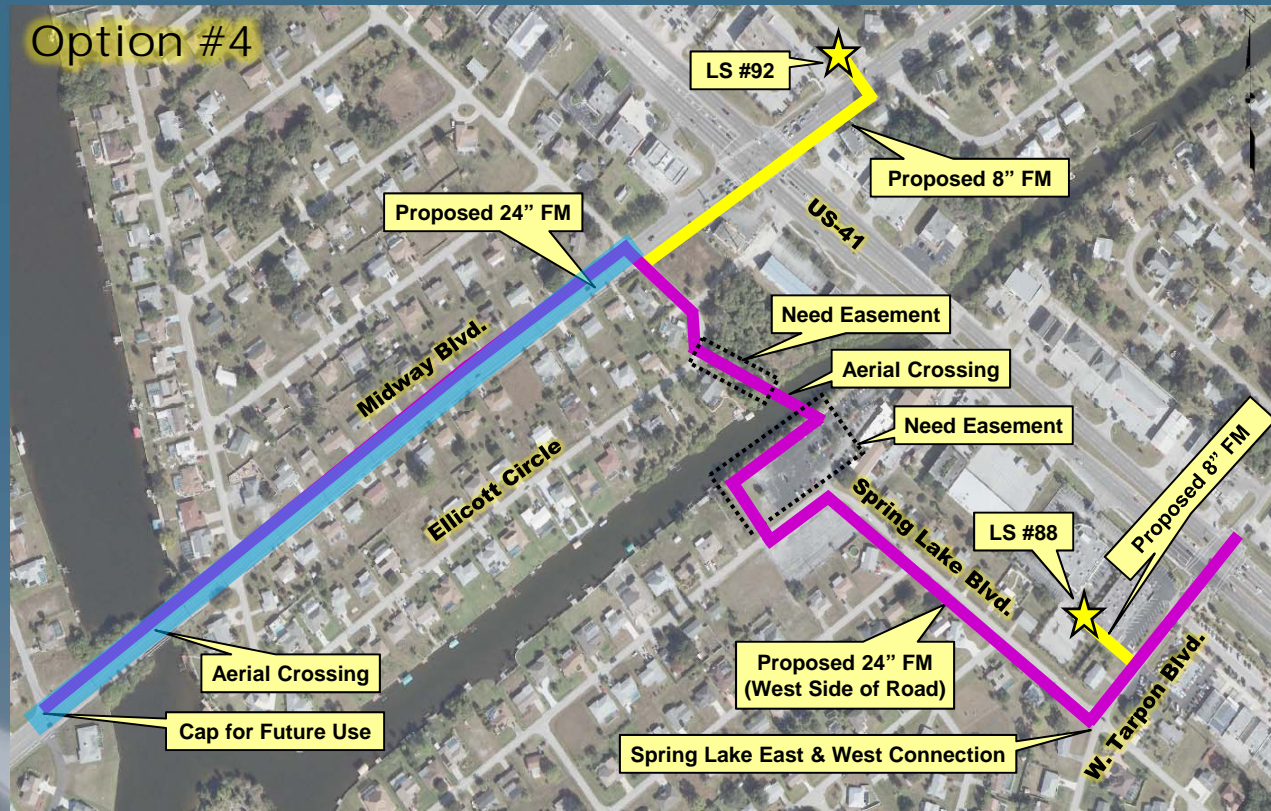 Option #4
LS #92
Proposed 8” FM
US-41
Proposed 24” FM
Need Easement
Midway Blvd.
Aerial Crossing
Need Easement
Ellicott Circle
Spring Lake Blvd.
Proposed 8” FM
LS #88
Aerial Crossing
Proposed 24” FM
(West Side of Road)
Cap for Future Use
Spring Lake East & West Connection
W. Tarpon Blvd.